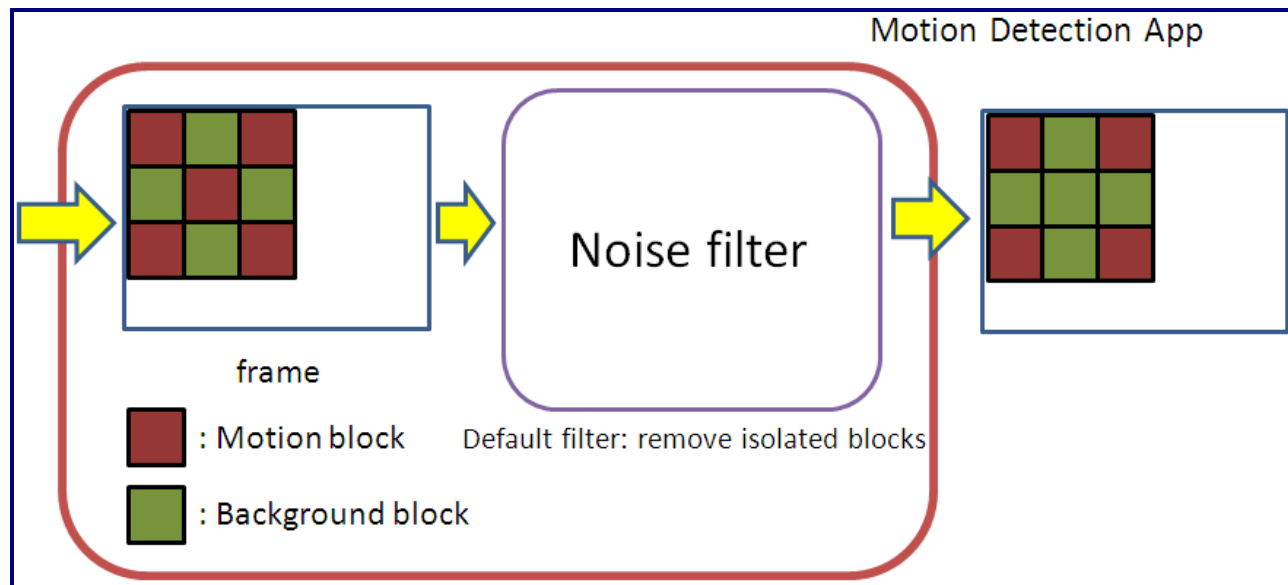 Motion Detection App
Noise filter
frame
: Motion block
Default filter: remove isolated blocks
: Background block